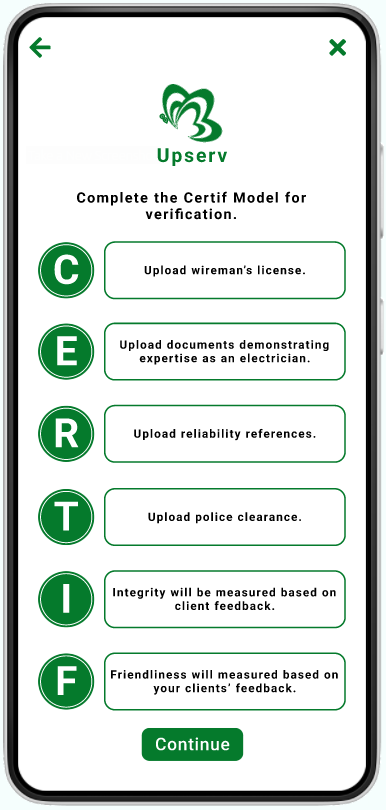 Upserv
Complete the Certif Model for
verification.
C
Upload wireman's license.
E
Upload documents demonstrating
expertise as an electrician.
R
Upload reliability references.
T
Upload police clearance.
I
Integrity will be measured based on
client feedback.
F
Friendliness will measured based on
your clients' feedback.
Continue